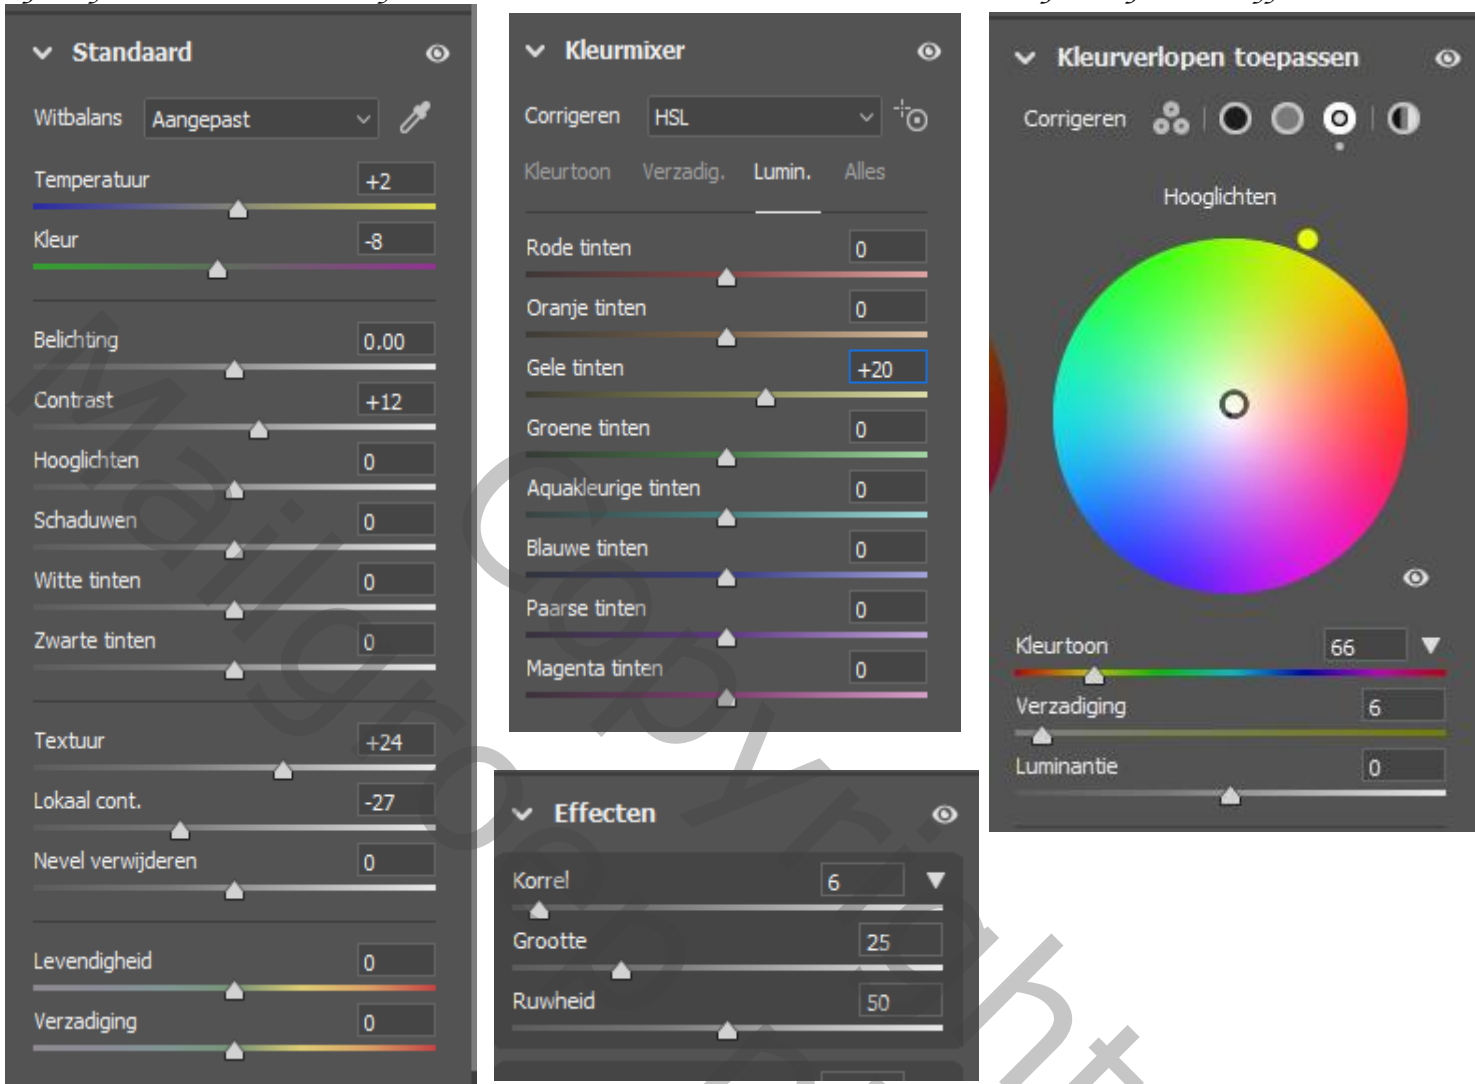 Standaard
Witbalans Aangepast
Temperatuur +2
Kleur -8
Belichting 0,00
Contrast +12
Hooglichten 0
Schaduwen 0
Witte tinten 0
Zwarte tinten 0
Textuur +24
Lokaal cont. -27
Nevel verwijderen 0
Levendigheid 0
Verzadiging 0
Kleurmixer
Corrigeren HSL
Kleurtoon Verzadig. Lumin. Alles
Rode tinten 0
Oranje tinten 0
Gele tinten +20
Groene tinten 0
Aquakleurige tinten 0
Blauwe tinten 0
Paarse tinten 0
Magenta tinten 0
Effecten
Korrel 6
Grootte 25
Ruwheid 50
Kleurverlopen toepassen
Corrigeren
Hooglichten
Kleurtoon 66
Verzadiging 6
Luminantie 0
Copyright